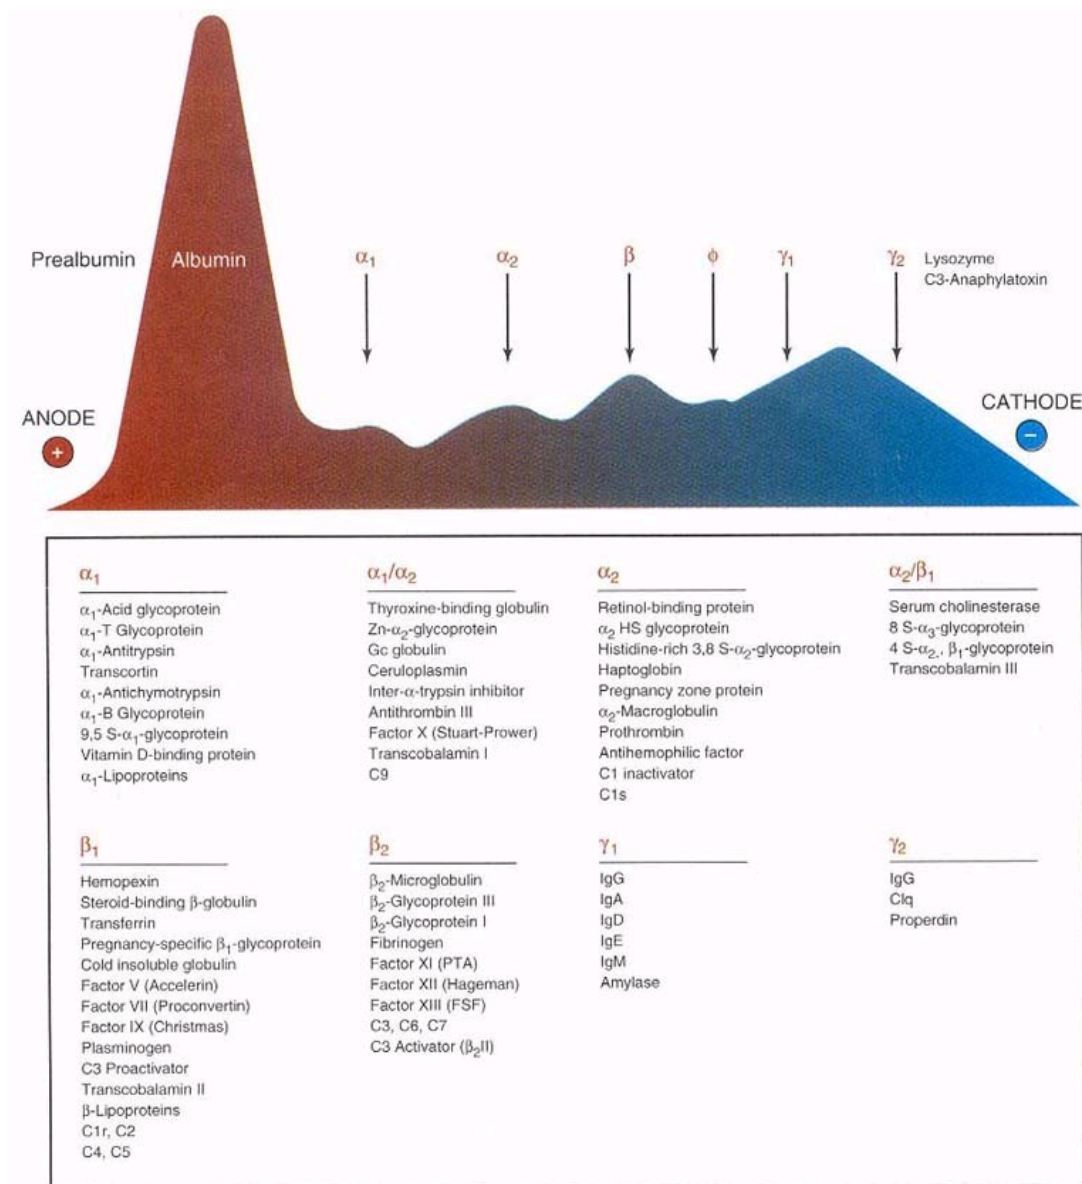 Prealbumin
Albumin
α₁
α₂
β
ϕ
γ₁
γ₂
Lysozyme
C3-Anaphylatoxin
ANODE
+
CATHODE
−
α₁
α₁-Acid glycoprotein
α₁-T Glycoprotein
α₁-Antitrypsin
Transcortin
α₁-Antichymotrypsin
α₁-B Glycoprotein
9,5 S-α₁-glycoprotein
Vitamin D-binding protein
α₁-Lipoproteins
α₁/α₂
Thyroxine-binding globulin
Zn-α₂-glycoprotein
Gc globulin
Ceruloplasmin
Inter-α-trypsin inhibitor
Antithrombin III
Factor X (Stuart-Prower)
Transcobalamin I
C9
α₂
Retinol-binding protein
α₂ HS glycoprotein
Histidine-rich 3,8 S-α₂-glycoprotein
Haptoglobin
Pregnancy zone protein
α₂-Macroglobulin
Prothrombin
Antihemophilic factor
C1 inactivator
C1s
α₂/β₁
Serum cholinesterase
8 S-α₃-glycoprotein
4 S-α₂., β₁-glycoprotein
Transcobalamin III
β₁
Hemopexin
Steroid-binding β-globulin
Transferrin
Pregnancy-specific β₁-glycoprotein
Cold insoluble globulin
Factor V (Accelerin)
Factor VII (Proconvertin)
Factor IX (Christmas)
Plasminogen
C3 Proactivator
Transcobalamin II
β-Lipoproteins
C1r, C2
C4, C5
β₂
β₂-Microglobulin
β₂-Glycoprotein III
β₂-Glycoprotein I
Fibrinogen
Factor XI (PTA)
Factor XII (Hageman)
Factor XIII (FSF)
C3, C6, C7
C3 Activator (β₂II)
γ₁
IgG
IgA
IgD
IgE
IgM
Amylase
γ₂
IgG
Clq
Properdin